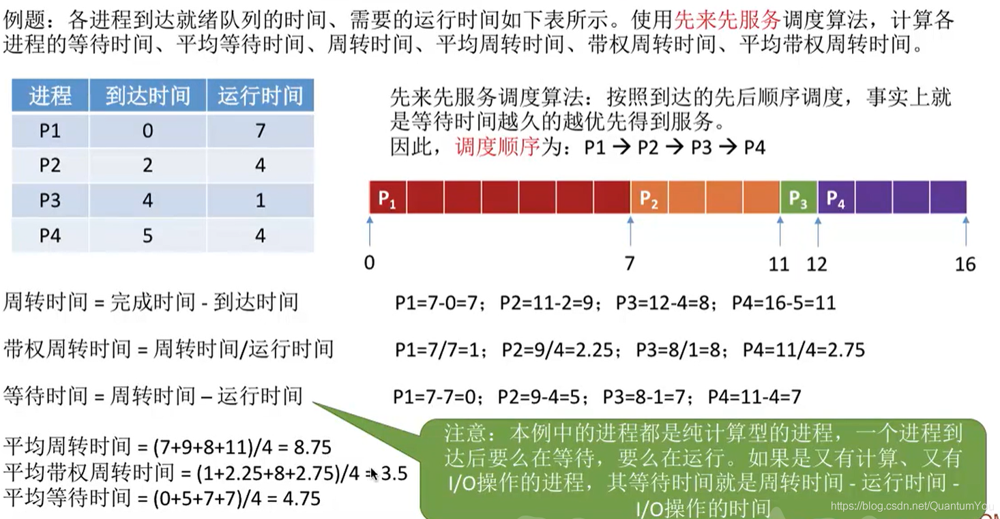 例题：各进程到达就绪队列的时间、需要的运行时间如下表所示。使用先来先服务调度算法，计算各
进程的等待时间、平均等待时间、周转时间、平均周转时间、带权周转时间、平均带权周转时间。
进程 到达时间 运行时间
P1 0 7
P2 2 4
P3 4 1
P4 5 4
先来先服务调度算法：按照到达的先后顺序调度，事实上就
是等待时间越久的越优先得到服务。
因此，调度顺序为：P1 → P2 → P3 → P4
P1 P2 P3 P4
0 7 11 12 16
周转时间 = 完成时间 - 到达时间
P1=7-0=7；P2=11-2=9；P3=12-4=8；P4=16-5=11
带权周转时间 = 周转时间/运行时间
P1=7/7=1；P2=9/4=2.25；P3=8/1=8；P4=11/4=2.75
等待时间 = 周转时间 – 运行时间
P1=7-7=0；P2=9-4=5；P3=8-1=7；P4=11-4=7
平均周转时间 = (7+9+8+11)/4 = 8.75
平均带权周转时间 = (1+2.25+8+2.75)/4 = 3.5
平均等待时间 = (0+5+7+7)/4 = 4.75
注意：本例中的进程都是纯计算型的进程，一个进程到
达后要么在等待，要么在运行。如果是又有计算、又有
I/O操作的进程，其等待时间就是周转时间 - 运行时间 -
I/O操作的时间
https://blog.csdn.net/QuantumYou